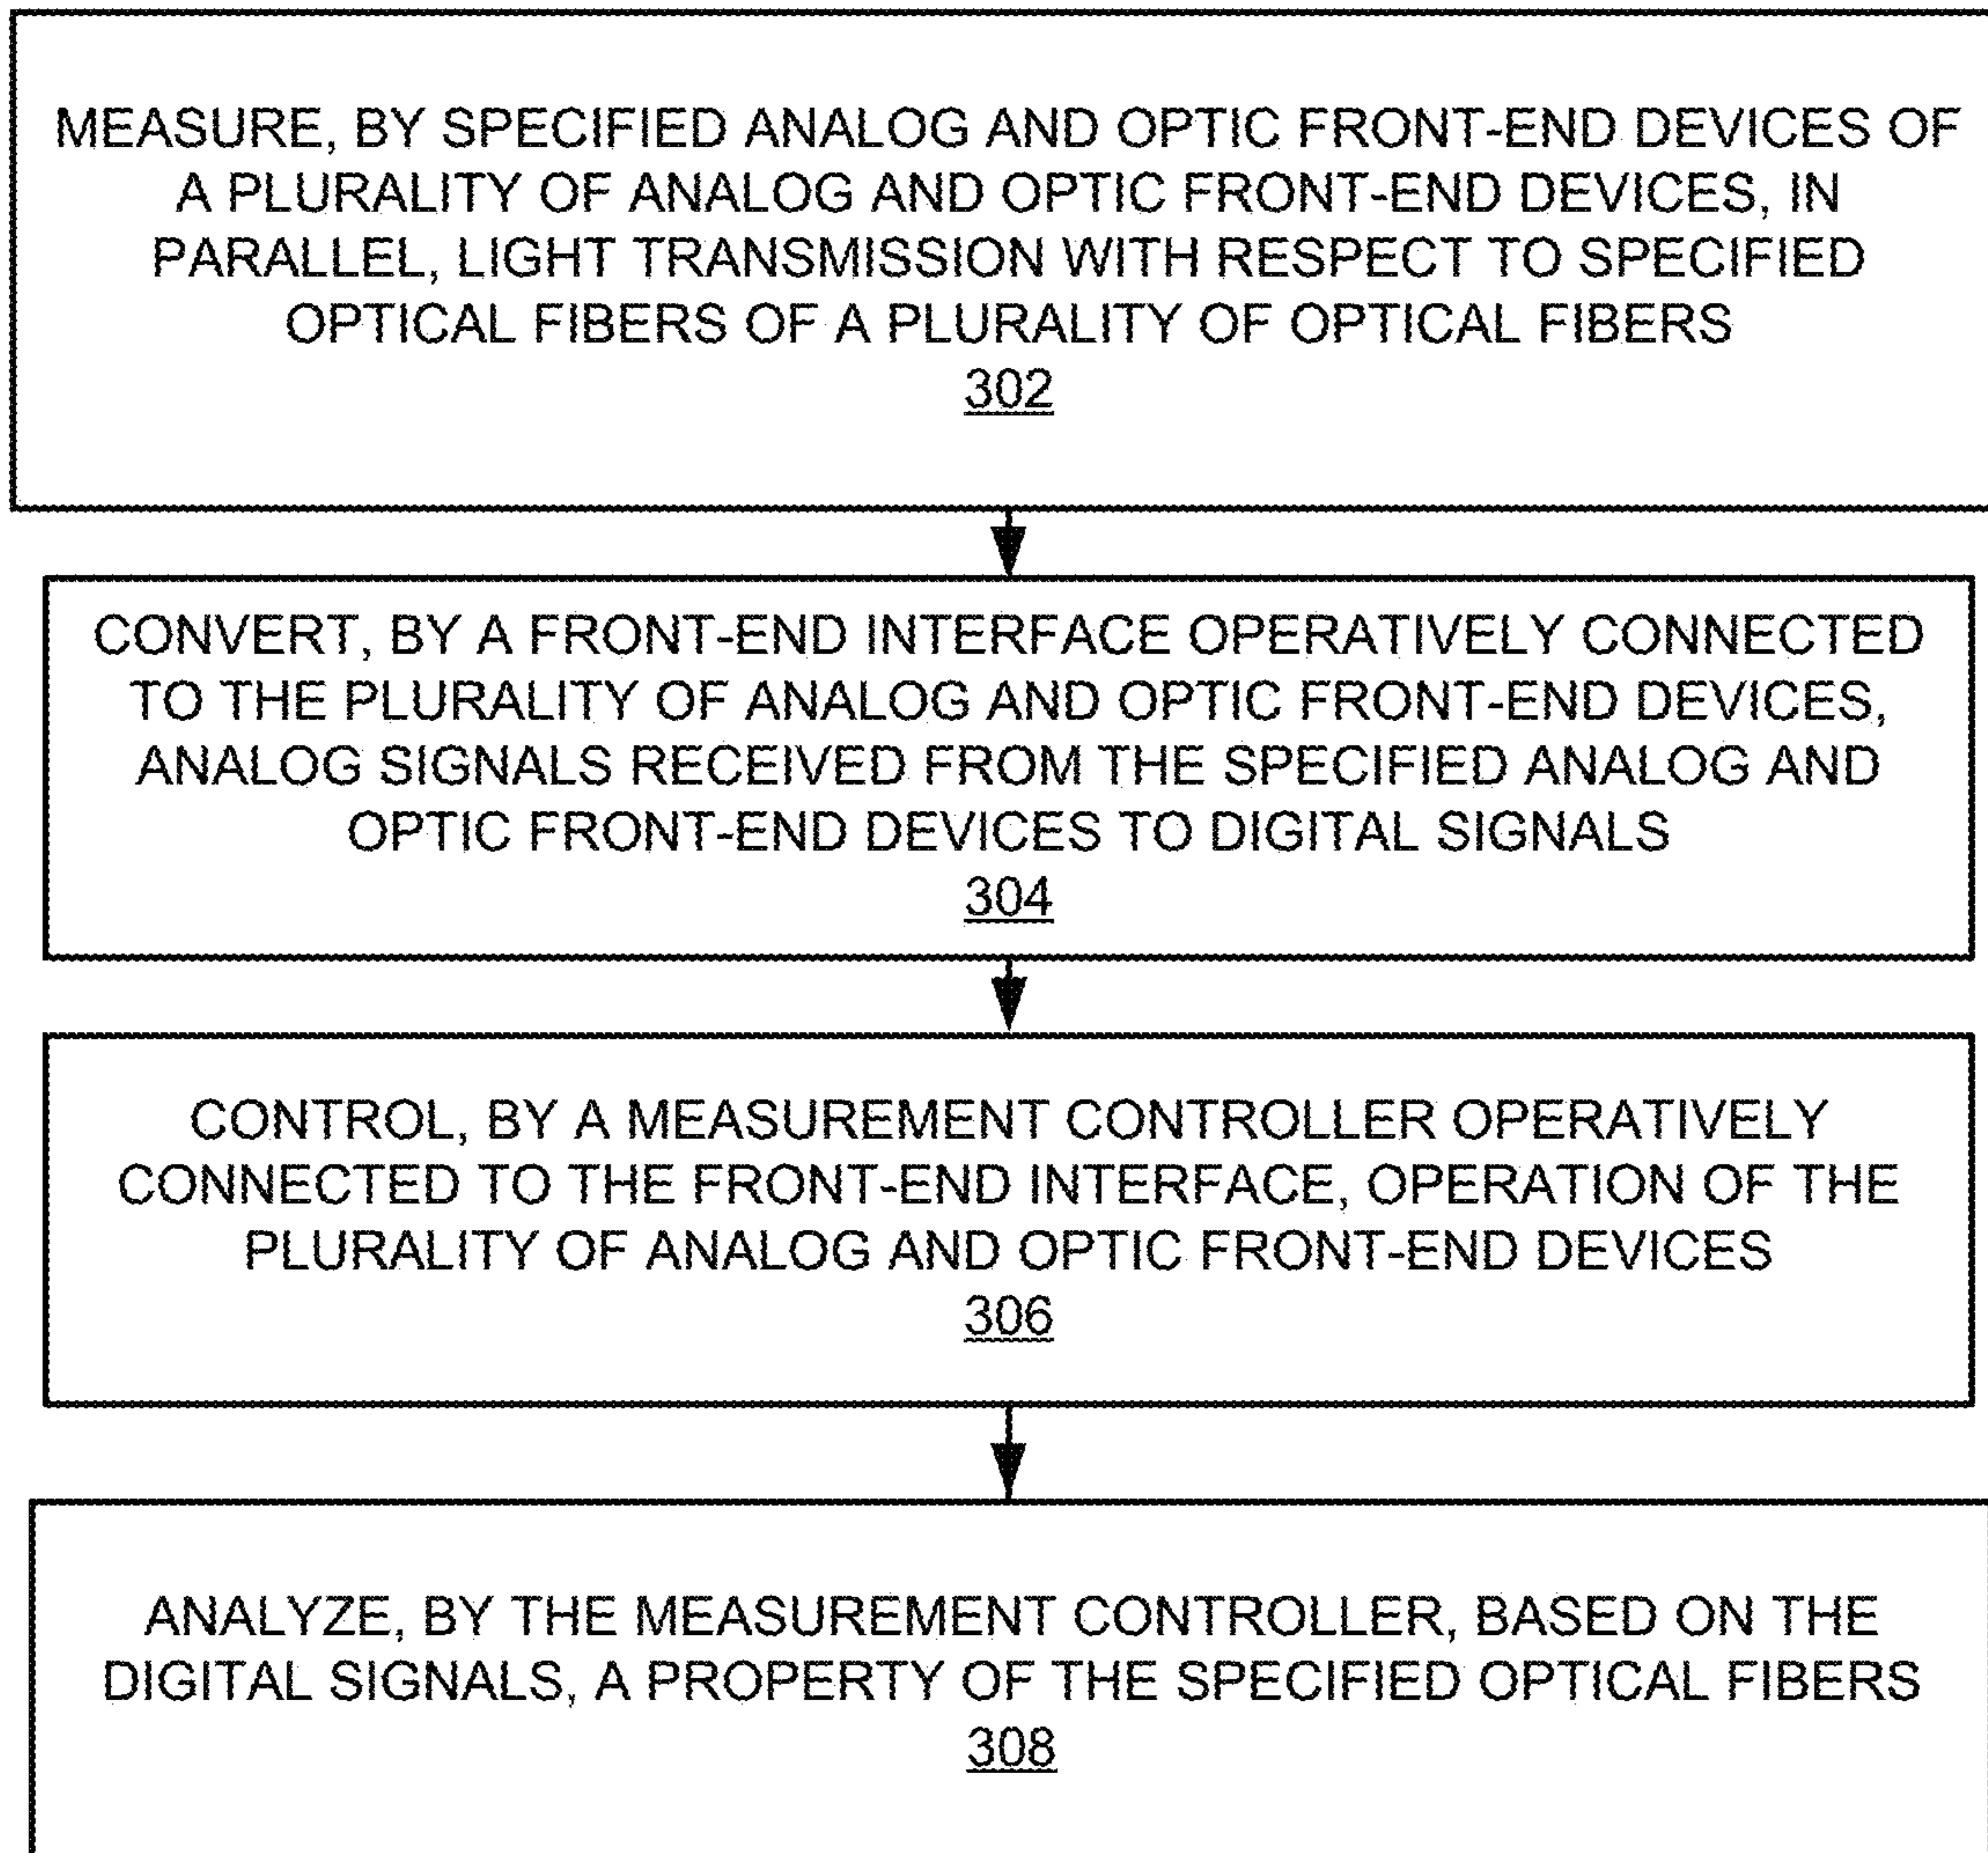 MEASURE, BY SPECIFIED ANALOG AND OPTIC FRONT-END DEVICES OF
A PLURALITY OF ANALOG AND OPTIC FRONT-END DEVICES, IN
PARALLEL, LIGHT TRANSMISSION WITH RESPECT TO SPECIFIED
OPTICAL FIBERS OF A PLURALITY OF OPTICAL FIBERS
302
CONVERT, BY A FRONT-END INTERFACE OPERATIVELY CONNECTED
TO THE PLURALITY OF ANALOG AND OPTIC FRONT-END DEVICES,
ANALOG SIGNALS RECEIVED FROM THE SPECIFIED ANALOG AND
OPTIC FRONT-END DEVICES TO DIGITAL SIGNALS
304
CONTROL, BY A MEASUREMENT CONTROLLER OPERATIVELY
CONNECTED TO THE FRONT-END INTERFACE, OPERATION OF THE
PLURALITY OF ANALOG AND OPTIC FRONT-END DEVICES
306
ANALYZE, BY THE MEASUREMENT CONTROLLER, BASED ON THE
DIGITAL SIGNALS, A PROPERTY OF THE SPECIFIED OPTICAL FIBERS
308